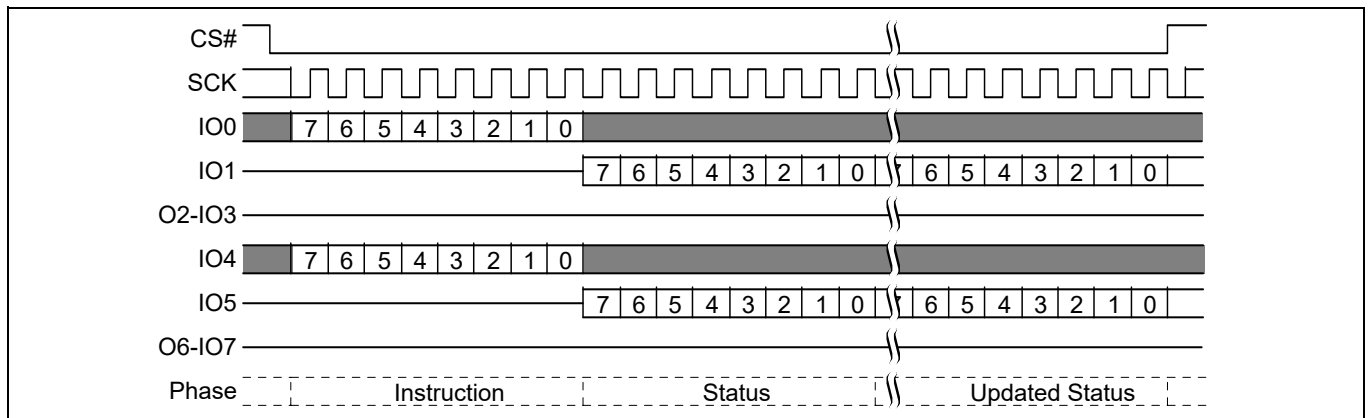 CS#
SCK
IO0 7 6 5 4 3 2 1 0
IO1 7 6 5 4 3 2 1 0 6 5 4 3 2 1 0
O2-IO3
IO4 7 6 5 4 3 2 1 0
IO5 7 6 5 4 3 2 1 0 6 5 4 3 2 1 0
O6-IO7
Phase Instruction Status Updated Status